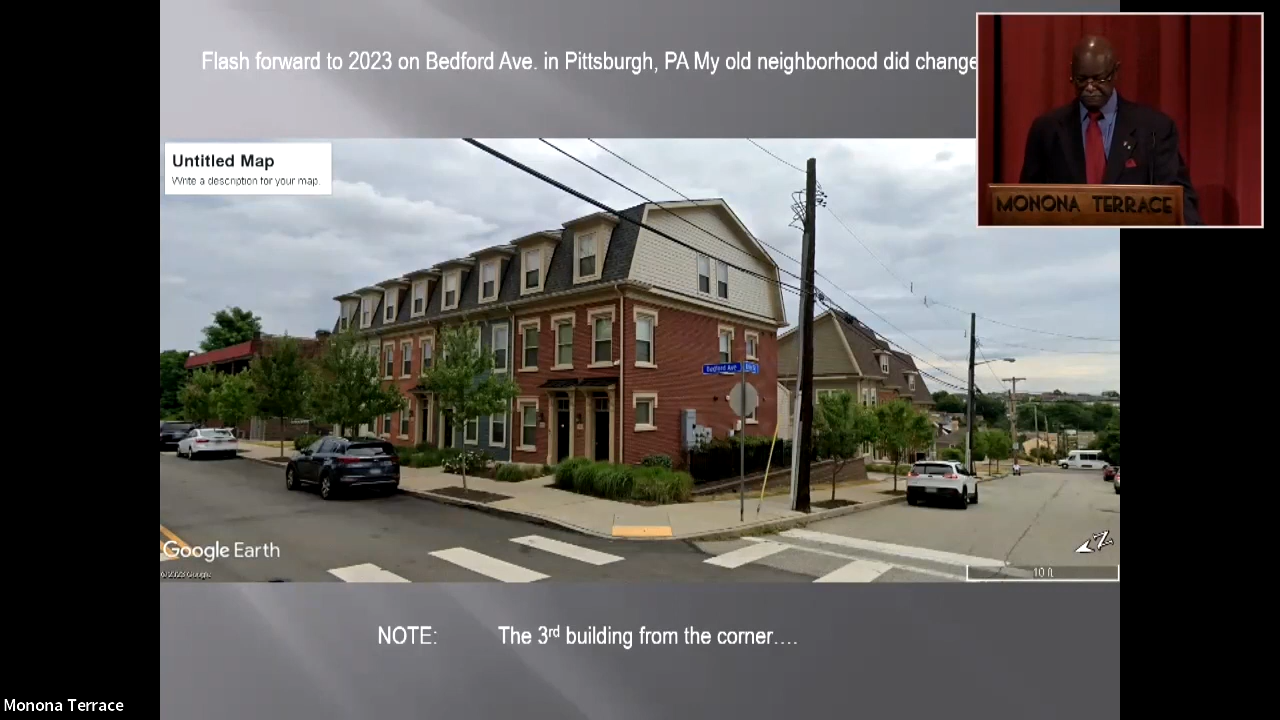 Flash forward to 2023 on Bedford Ave. in Pittsburgh, PA My old neighborhood did change
MONONA TERRACE
Untitled Map
Write a description for your map.
Bedford Ave
Google Earth
© 2023 Google
10 ft
NOTE: The 3rd building from the corner....
Monona Terrace